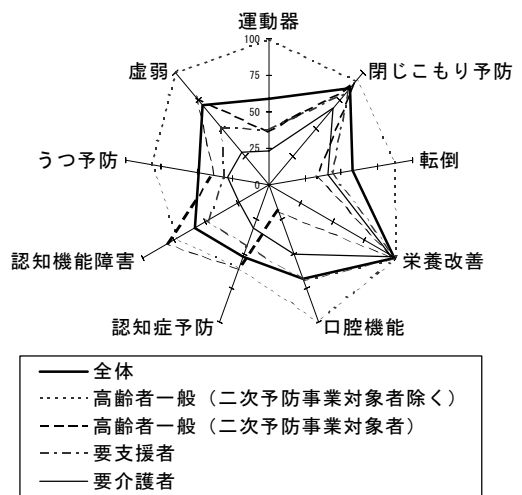 運動器
100
虚弱
閉じこもり予防
75
50
うつ予防
25
転倒
0
認知機能障害
栄養改善
認知症予防
口腔機能
全体
高齢者一般（二次予防事業対象者除く）
高齢者一般（二次予防事業対象者）
要支援者
要介護者